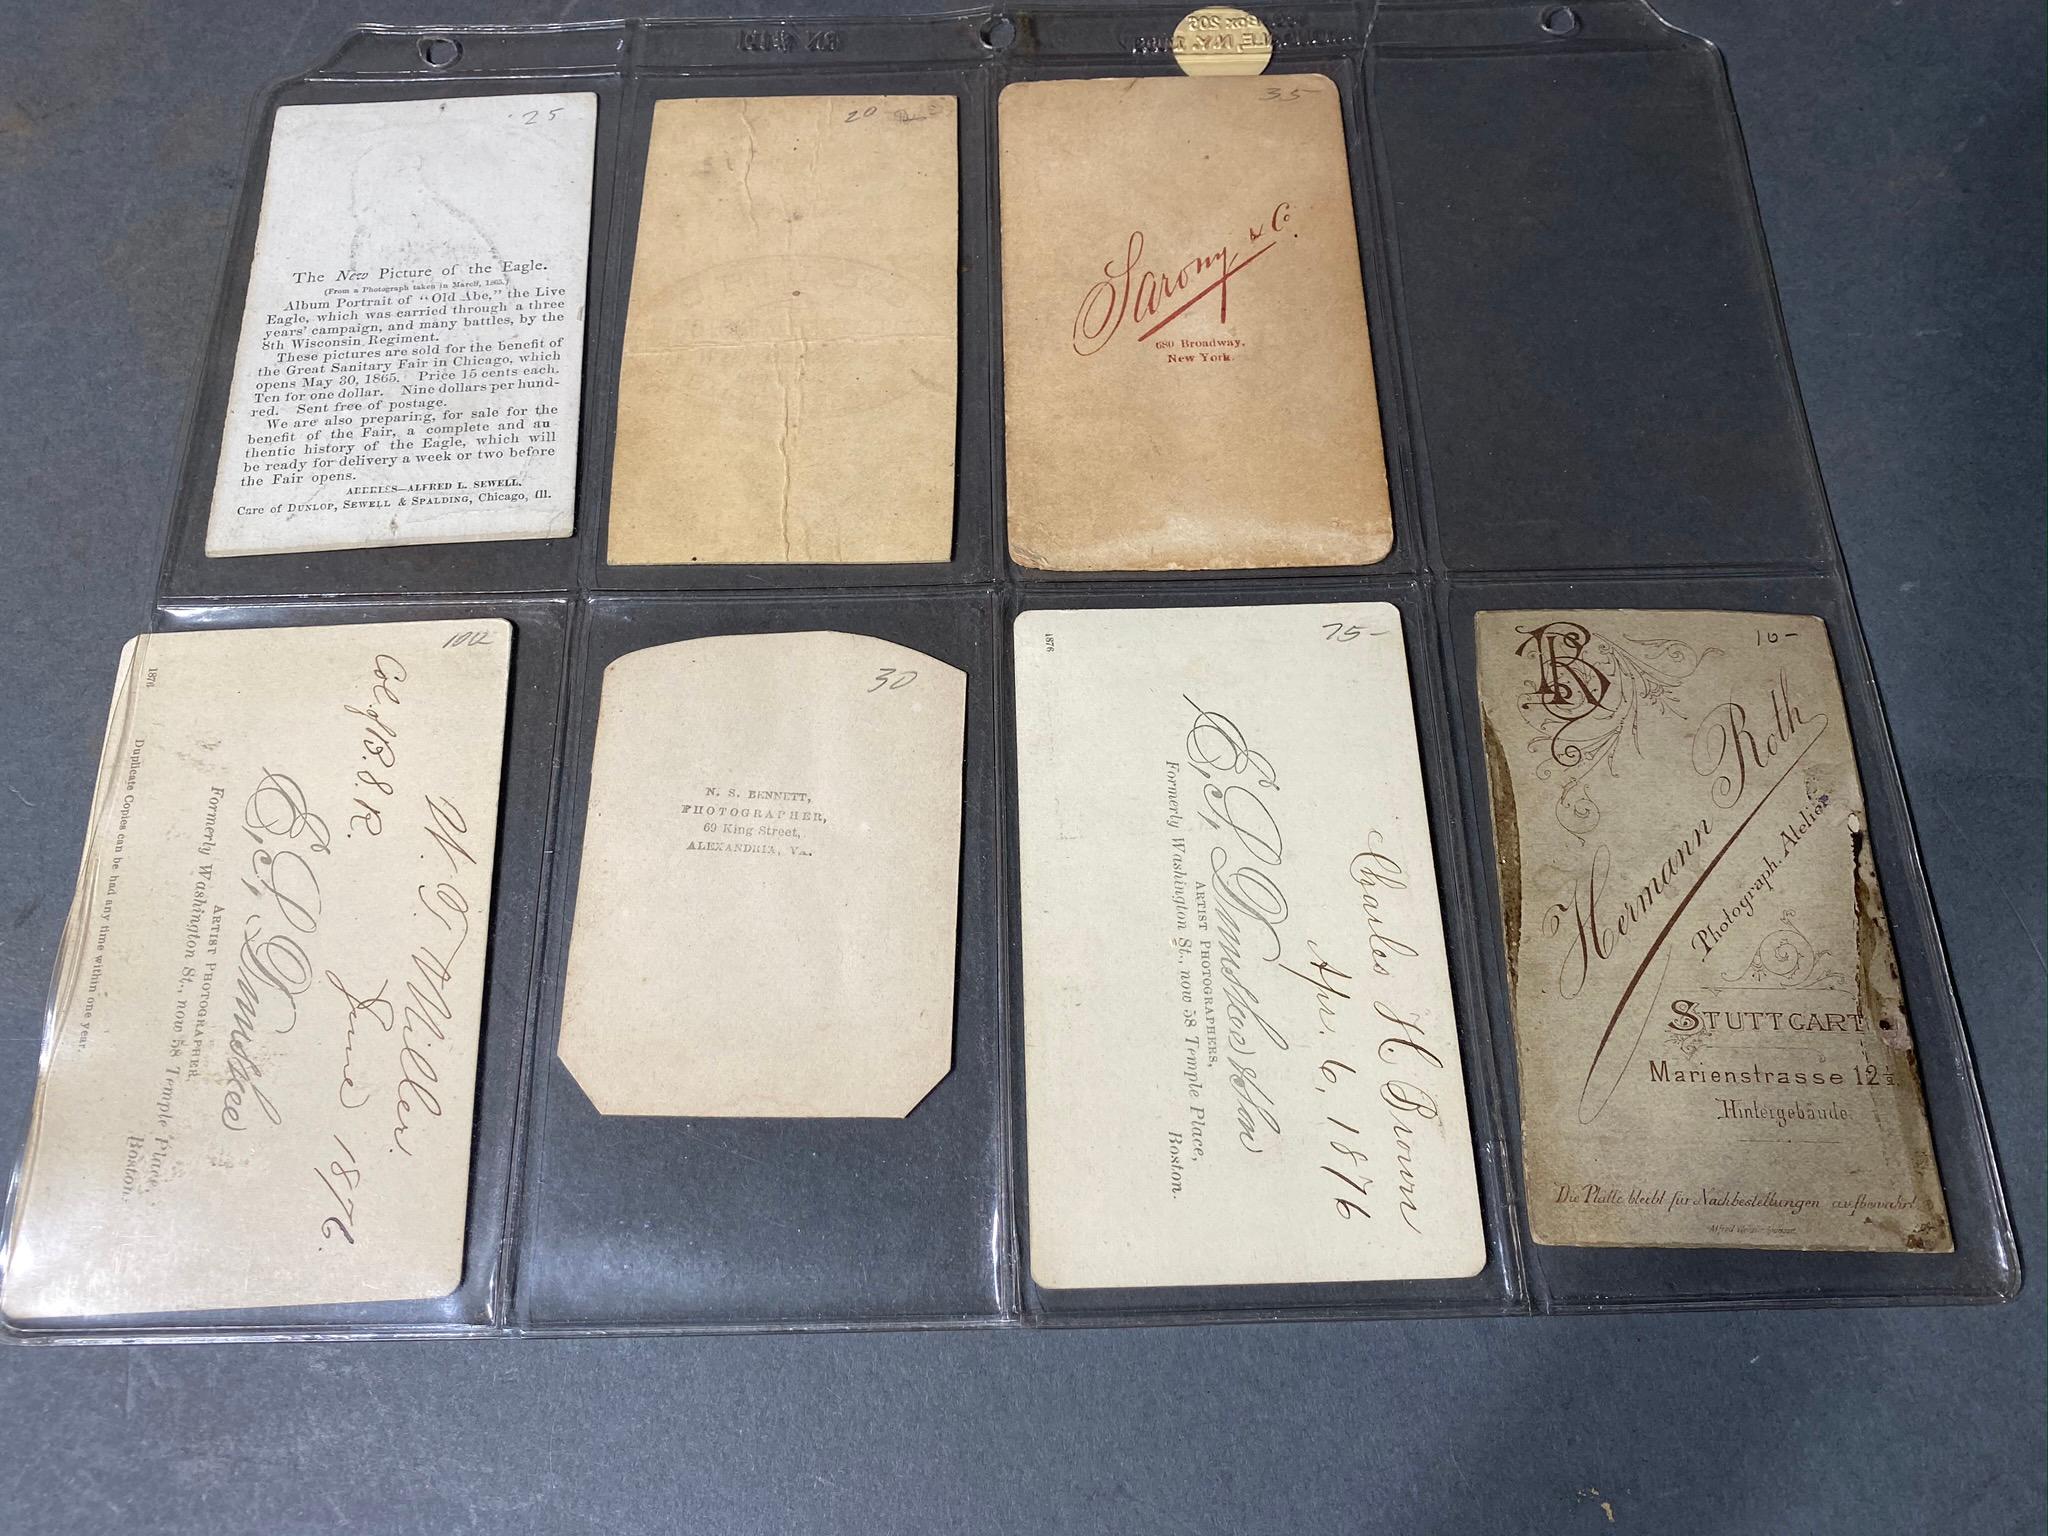 25
The New Picture of the Eagle.
(From a Photograph taken in March, 1865.)
Album Portrait of "Old Abe," the Live
Eagle, which was carried through a three
years' campaign, and many battles, by the
8th Wisconsin Regiment.
These pictures are sold for the benefit of
the Great Sanitary Fair in Chicago, which
opens May 30, 1865. Price 15 cents each.
Ten for one dollar. Nine dollars per hund-
red. Sent free of postage.
We are also preparing, for sale for the
benefit of the Fair, a complete and au-
thentic history of the Eagle, which will
be ready for delivery a week or two before
the Fair opens.
ADDRESS—ALFRED L. SEWELL.
Care of DUNLOP, SEWELL & SPALDING, Chicago, Ill.
20
35
Sarony & Co.
680 Broadway.
New York.
100
1876
W. T. Miller.
Col. of B. & R.
June 1876.
E. L. Dunshee
ARTIST PHOTOGRAPHER,
Formerly Washington St., now 58 Temple Place,
Boston.
Duplicate Copies can be had any time within one year.
30
N. S. BENNETT,
PHOTOGRAPHER,
69 King Street,
ALEXANDRIA, Va.
75-
1876
Charles H. Brown
Apr. 6, 1876
ARTIST PHOTOGRAPHERS,
Formerly Washington St., now 58 Temple Place,
Boston.
10-
Hermann Roth
Photograph. Atelier
STUTTGART
Marienstrasse 12½
Hintergebäude
Die Platte bleibt für Nachbestellungen aufbewahrt